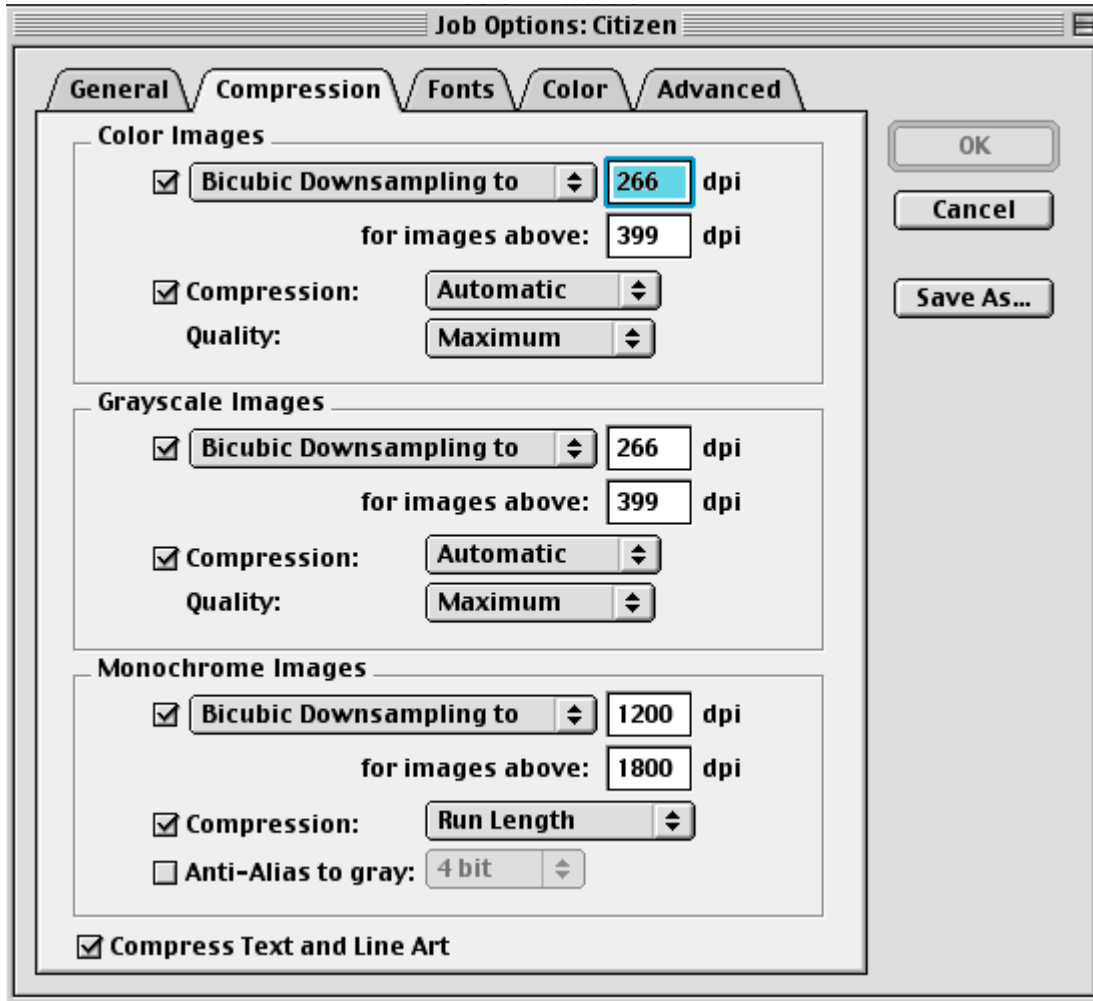 Job Options: Citizen
General Compression Fonts Color Advanced
Color Images
Bicubic Downsampling to 266 dpi
for images above: 399 dpi
Compression: Automatic
Quality: Maximum
Grayscale Images
Bicubic Downsampling to 266 dpi
for images above: 399 dpi
Compression: Automatic
Quality: Maximum
Monochrome Images
Bicubic Downsampling to 1200 dpi
for images above: 1800 dpi
Compression: Run Length
Anti-Alias to gray: 4 bit
Compress Text and Line Art
OK
Cancel
Save As...